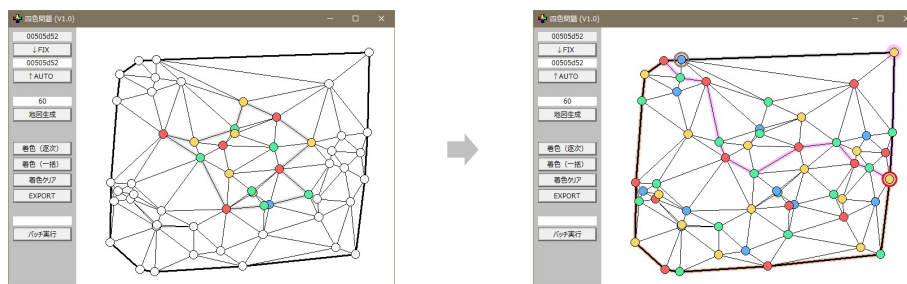 四色問題 (V1.0)
00505d52
↓FIX
00505d52
↑AUTO
60
地図生成
着色（逐次）
着色（一括）
着色クリア
EXPORT
バッチ実行
四色問題 (V1.0)
00505d52
↓FIX
00505d52
↑AUTO
60
地図生成
着色（逐次）
着色（一括）
着色クリア
EXPORT
バッチ実行